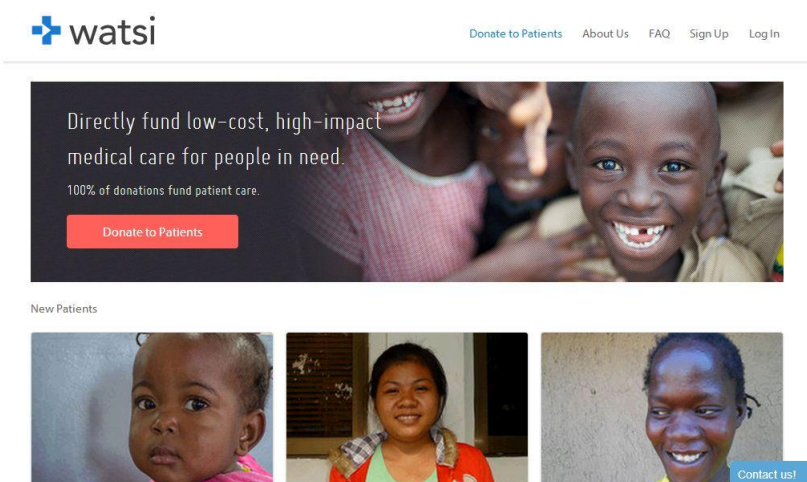 watsi
Donate to Patients About Us FAQ Sign Up Log In
Directly fund low-cost, high-impact
medical care for people in need.
100% of donations fund patient care.
Donate to Patients
New Patients
Contact us!